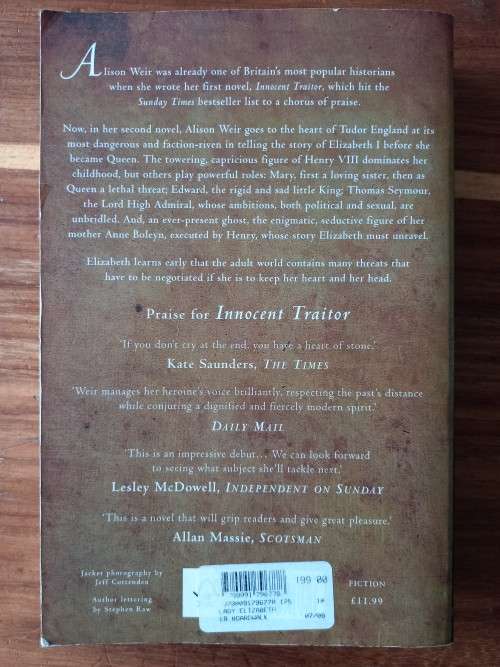 Alison Weir was already one of Britain's most popular historians
when she wrote her first novel, Innocent Traitor, which hit the
Sunday Times bestseller list to a chorus of praise.
Now, in her second novel, Alison Weir goes to the heart of Tudor England at its
most dangerous and faction-riven in telling the story of Elizabeth I before she
became Queen. The towering, capricious figure of Henry VIII dominates her
childhood, but others play powerful roles: Mary, first a loving sister, then as
Queen a lethal threat; Edward, the rigid and sad little King; Thomas Seymour,
the Lord High Admiral, whose ambitions, both political and sexual, are
unbridled. And, an ever-present ghost, the enigmatic, seductive figure of her
mother Anne Boleyn, executed by Henry, whose story Elizabeth must unravel.
Elizabeth learns early that the adult world contains many threats that
have to be negotiated if she is to keep her heart and her head.
Praise for Innocent Traitor
'If you don't cry at the end, you have a heart of stone.'
Kate Saunders, THE TIMES
'Weir manages her heroine's voice brilliantly, respecting the past's distance
while conjuring a dignified and fiercely modern spirit.'
DAILY MAIL
'This is an impressive debut... We can look forward
to seeing what subject she'll tackle next.'
Lesley McDowell, INDEPENDENT ON SUNDAY
'This is a novel that will grip readers and give great pleasure.'
Allan Massie, SCOTSMAN
Jacket photography by
Jeff Cottenden
Author lettering
by Stephen Raw
199 00
LADY ELIZABETH
07/08
FICTION
£11.99